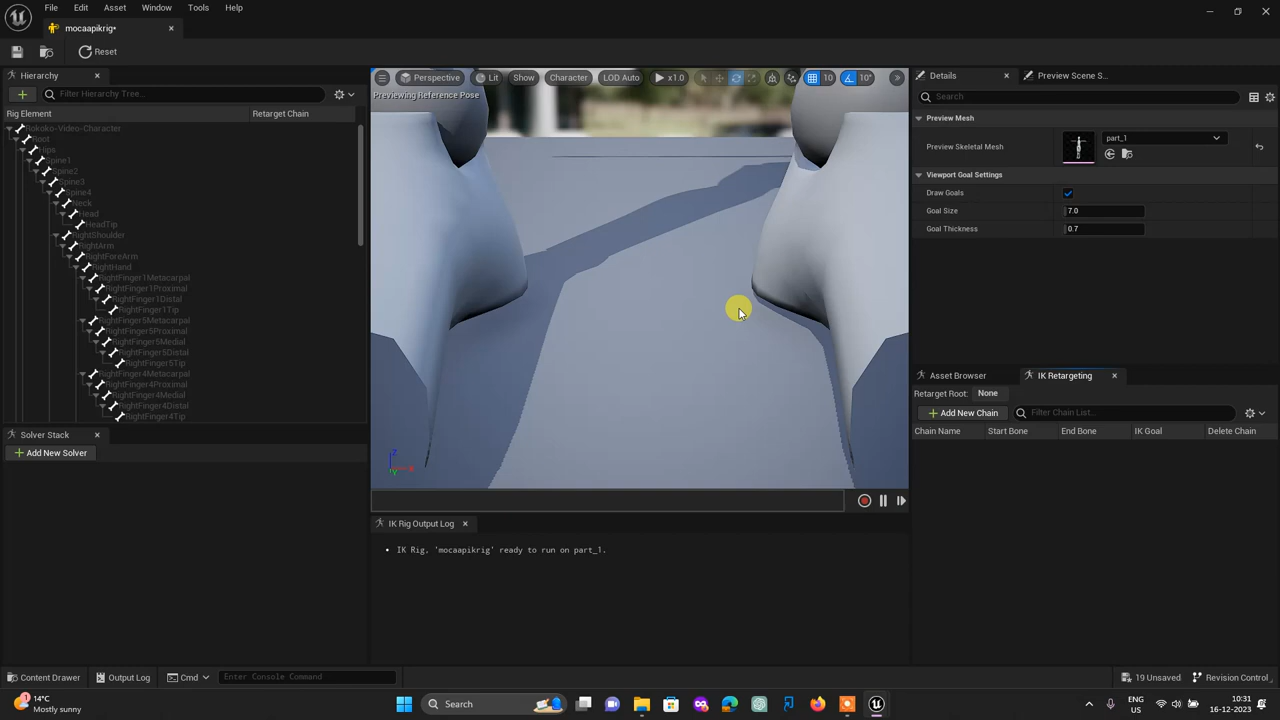 File Edit Asset Window Tools Help
mocaapikrig*
Reset
Hierarchy
Filter Hierarchy Tree...
Rig Element Retarget Chain
Rokoko-Video-Character
Root
Hips
Spine1
Spine2
Spine3
Spine4
Neck
Head
HeadTip
RightShoulder
RightArm
RightForeArm
RightHand
RightFinger1Metacarpal
RightFinger1Proximal
RightFinger1Distal
RightFinger1Tip
RightFinger5Metacarpal
RightFinger5Proximal
RightFinger5Medial
RightFinger5Distal
RightFinger5Tip
RightFinger4Metacarpal
RightFinger4Proximal
RightFinger4Medial
RightFinger4Distal
RightFinger4Tip
Solver Stack
Add New Solver
Perspective Lit Show Character LOD Auto x1.0 10 10°
Previewing Reference Pose
Z
Y
IK Rig Output Log
IK Rig, 'mocaapikrig' ready to run on part_1.
Details Preview Scene S...
Search
Preview Mesh
Preview Skeletal Mesh part_1
Viewport Goal Settings
Draw Goals
Goal Size 7.0
Goal Thickness 0.7
Asset Browser IK Retargeting
Retarget Root: None
Add New Chain Filter Chain List...
Chain Name Start Bone End Bone IK Goal Delete Chain
Content Drawer Output Log Cmd Enter Console Command 19 Unsaved Revision Control
14°C
Mostly sunny
Search
ENG
US
10:31
16-12-2023